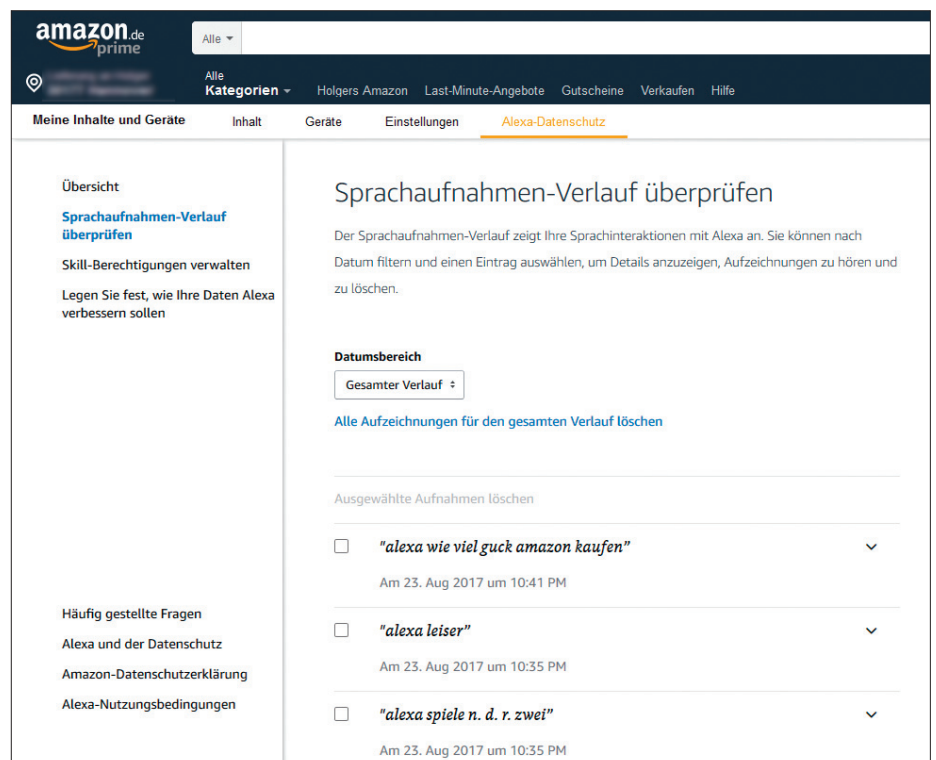 amazon.de
prime
Alle
Alle
Kategorien
Holgers Amazon Last-Minute-Angebote Gutscheine Verkaufen Hilfe
Meine Inhalte und Geräte Inhalt Geräte Einstellungen Alexa-Datenschutz
Übersicht
Sprachaufnahmen-Verlauf
überprüfen
Skill-Berechtigungen verwalten
Legen Sie fest, wie Ihre Daten Alexa
verbessern sollen
Häufig gestellte Fragen
Alexa und der Datenschutz
Amazon-Datenschutzerklärung
Alexa-Nutzungsbedingungen
Sprachaufnahmen-Verlauf überprüfen
Der Sprachaufnahmen-Verlauf zeigt Ihre Sprachinteraktionen mit Alexa an. Sie können nach
Datum filtern und einen Eintrag auswählen, um Details anzuzeigen, Aufzeichnungen zu hören und
zu löschen.
Datumsbereich
Gesamter Verlauf
Alle Aufzeichnungen für den gesamten Verlauf löschen
Ausgewählte Aufnahmen löschen
"alexa wie viel guck amazon kaufen"
Am 23. Aug 2017 um 10:41 PM
"alexa leiser"
Am 23. Aug 2017 um 10:35 PM
"alexa spiele n. d. r. zwei"
Am 23. Aug 2017 um 10:35 PM